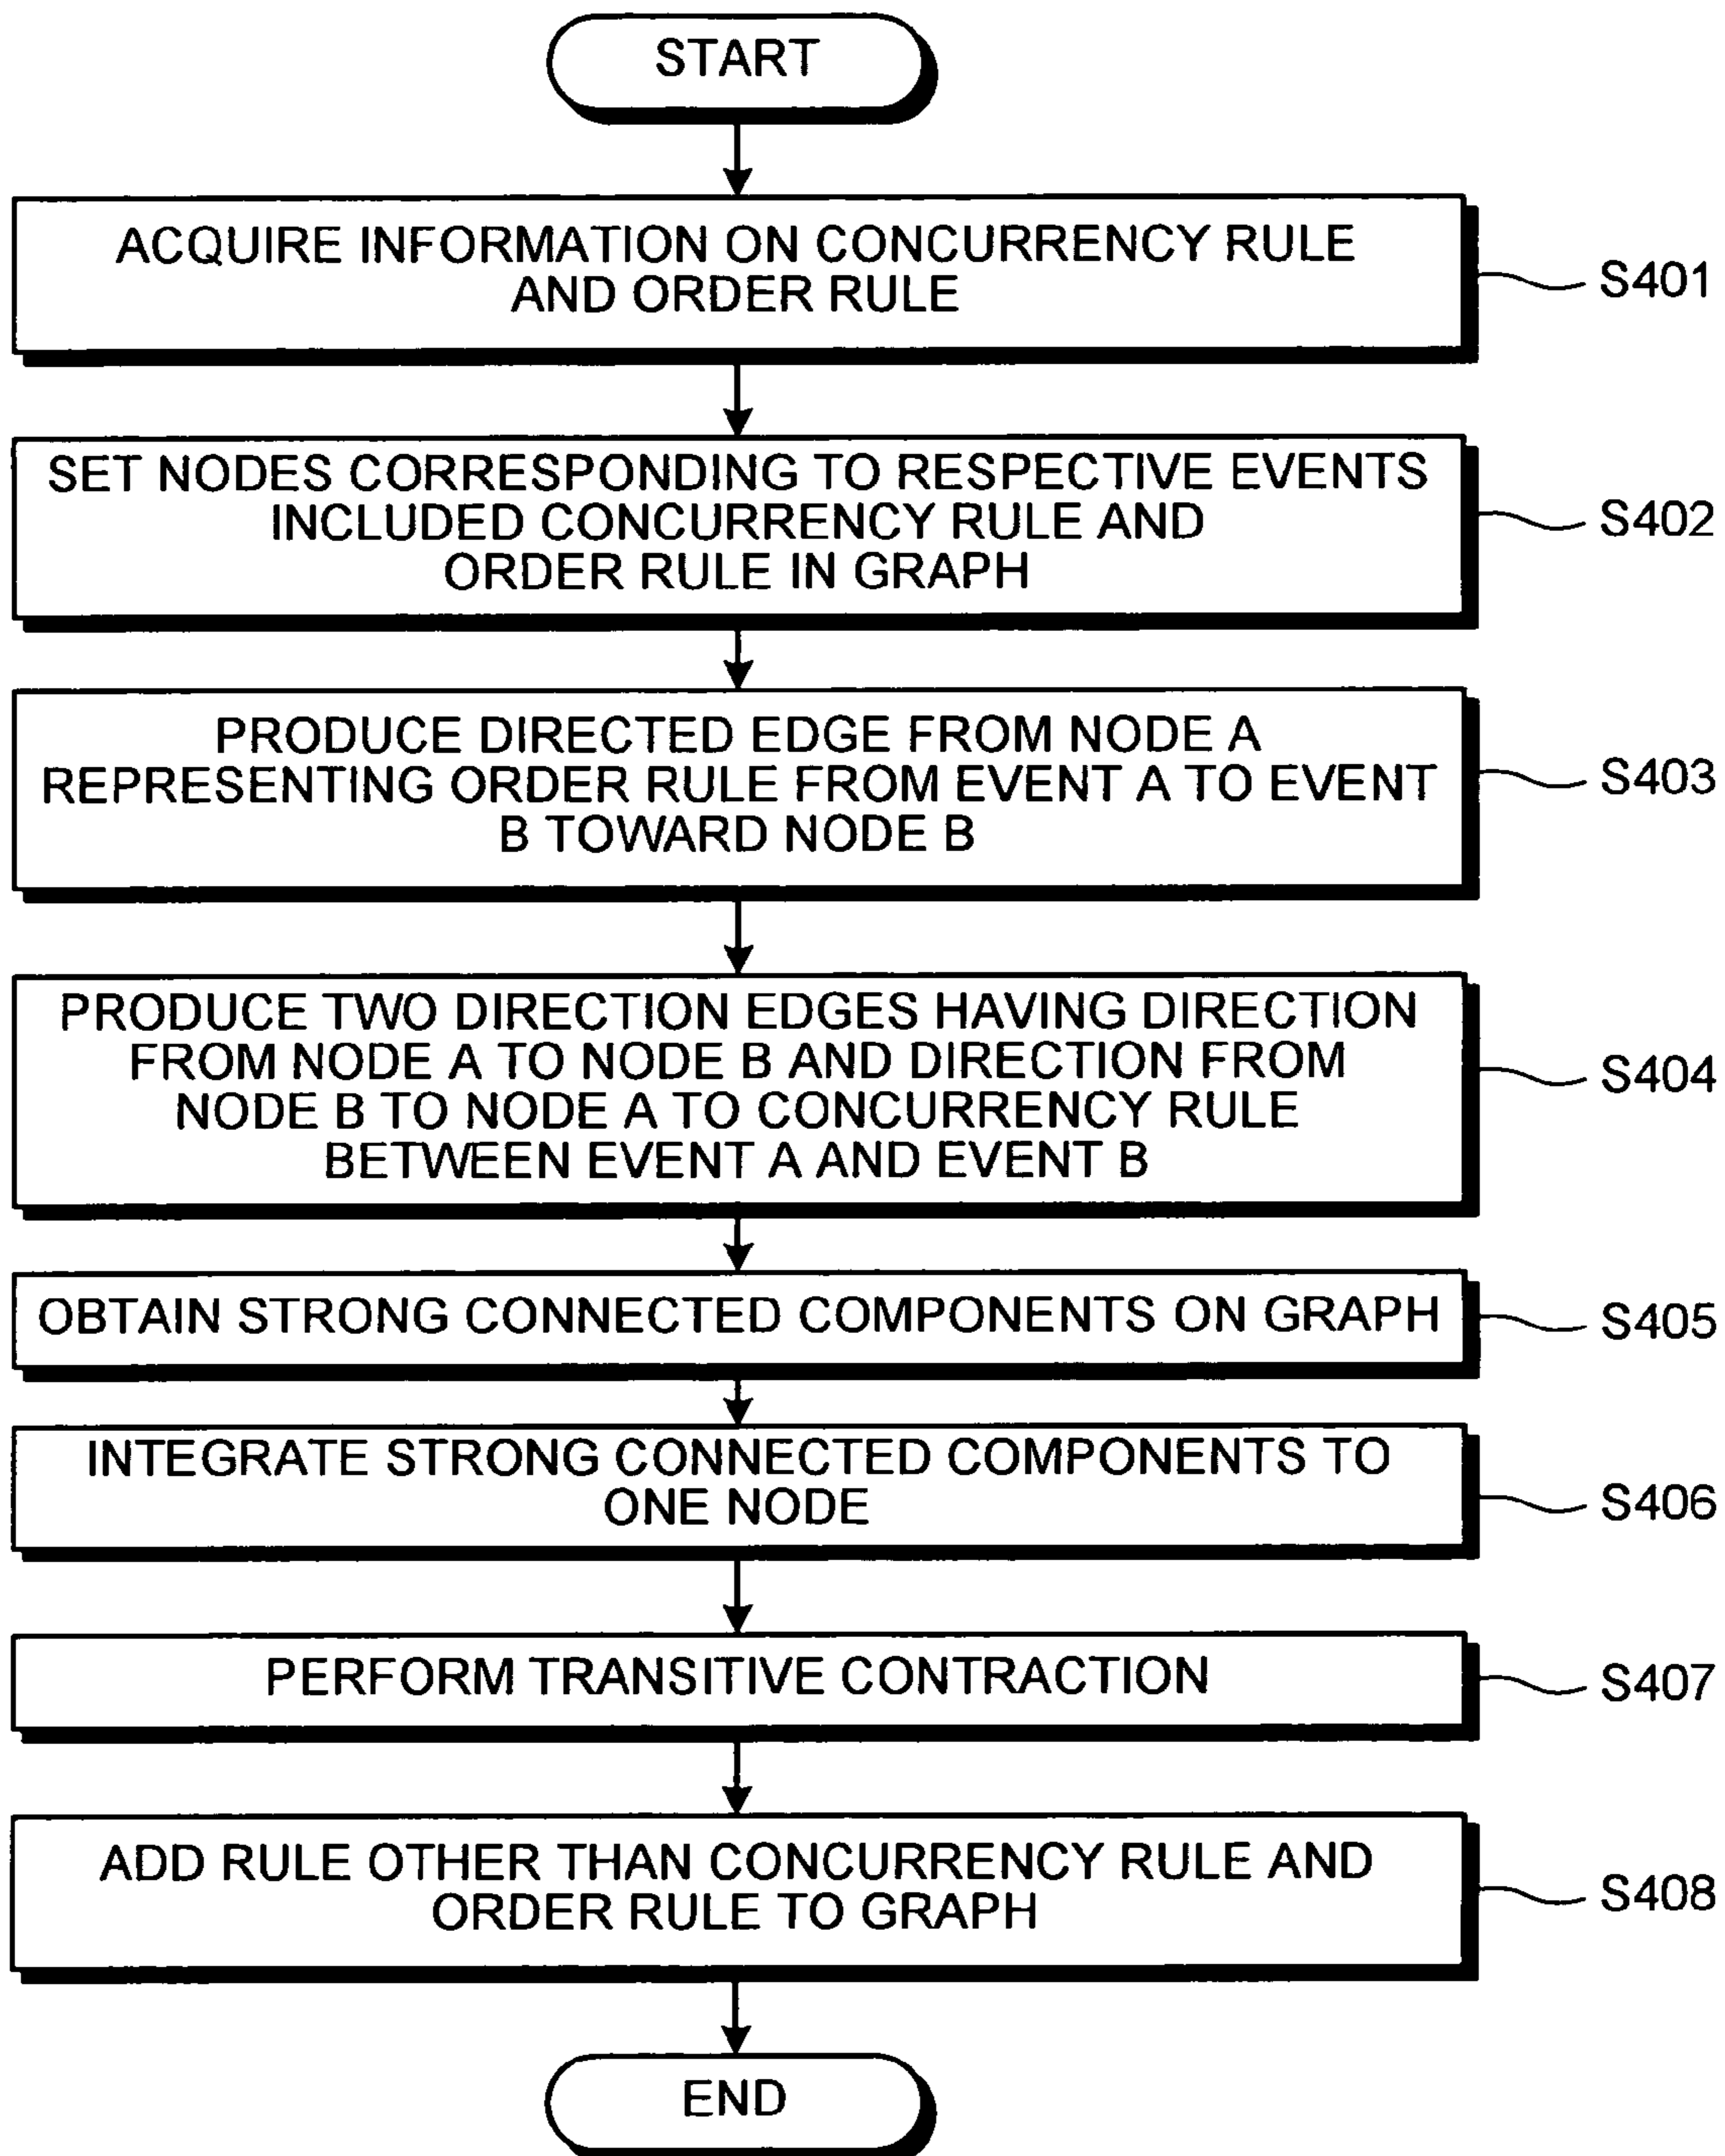 START
ACQUIRE INFORMATION ON CONCURRENCY RULE
AND ORDER RULE
S401
SET NODES CORRESPONDING TO RESPECTIVE EVENTS
INCLUDED CONCURRENCY RULE AND
ORDER RULE IN GRAPH
S402
PRODUCE DIRECTED EDGE FROM NODE A
REPRESENTING ORDER RULE FROM EVENT A TO EVENT
B TOWARD NODE B
S403
PRODUCE TWO DIRECTION EDGES HAVING DIRECTION
FROM NODE A TO NODE B AND DIRECTION FROM
NODE B TO NODE A TO CONCURRENCY RULE
BETWEEN EVENT A AND EVENT B
S404
OBTAIN STRONG CONNECTED COMPONENTS ON GRAPH
S405
INTEGRATE STRONG CONNECTED COMPONENTS TO
ONE NODE
S406
PERFORM TRANSITIVE CONTRACTION
S407
ADD RULE OTHER THAN CONCURRENCY RULE AND
ORDER RULE TO GRAPH
S408
END